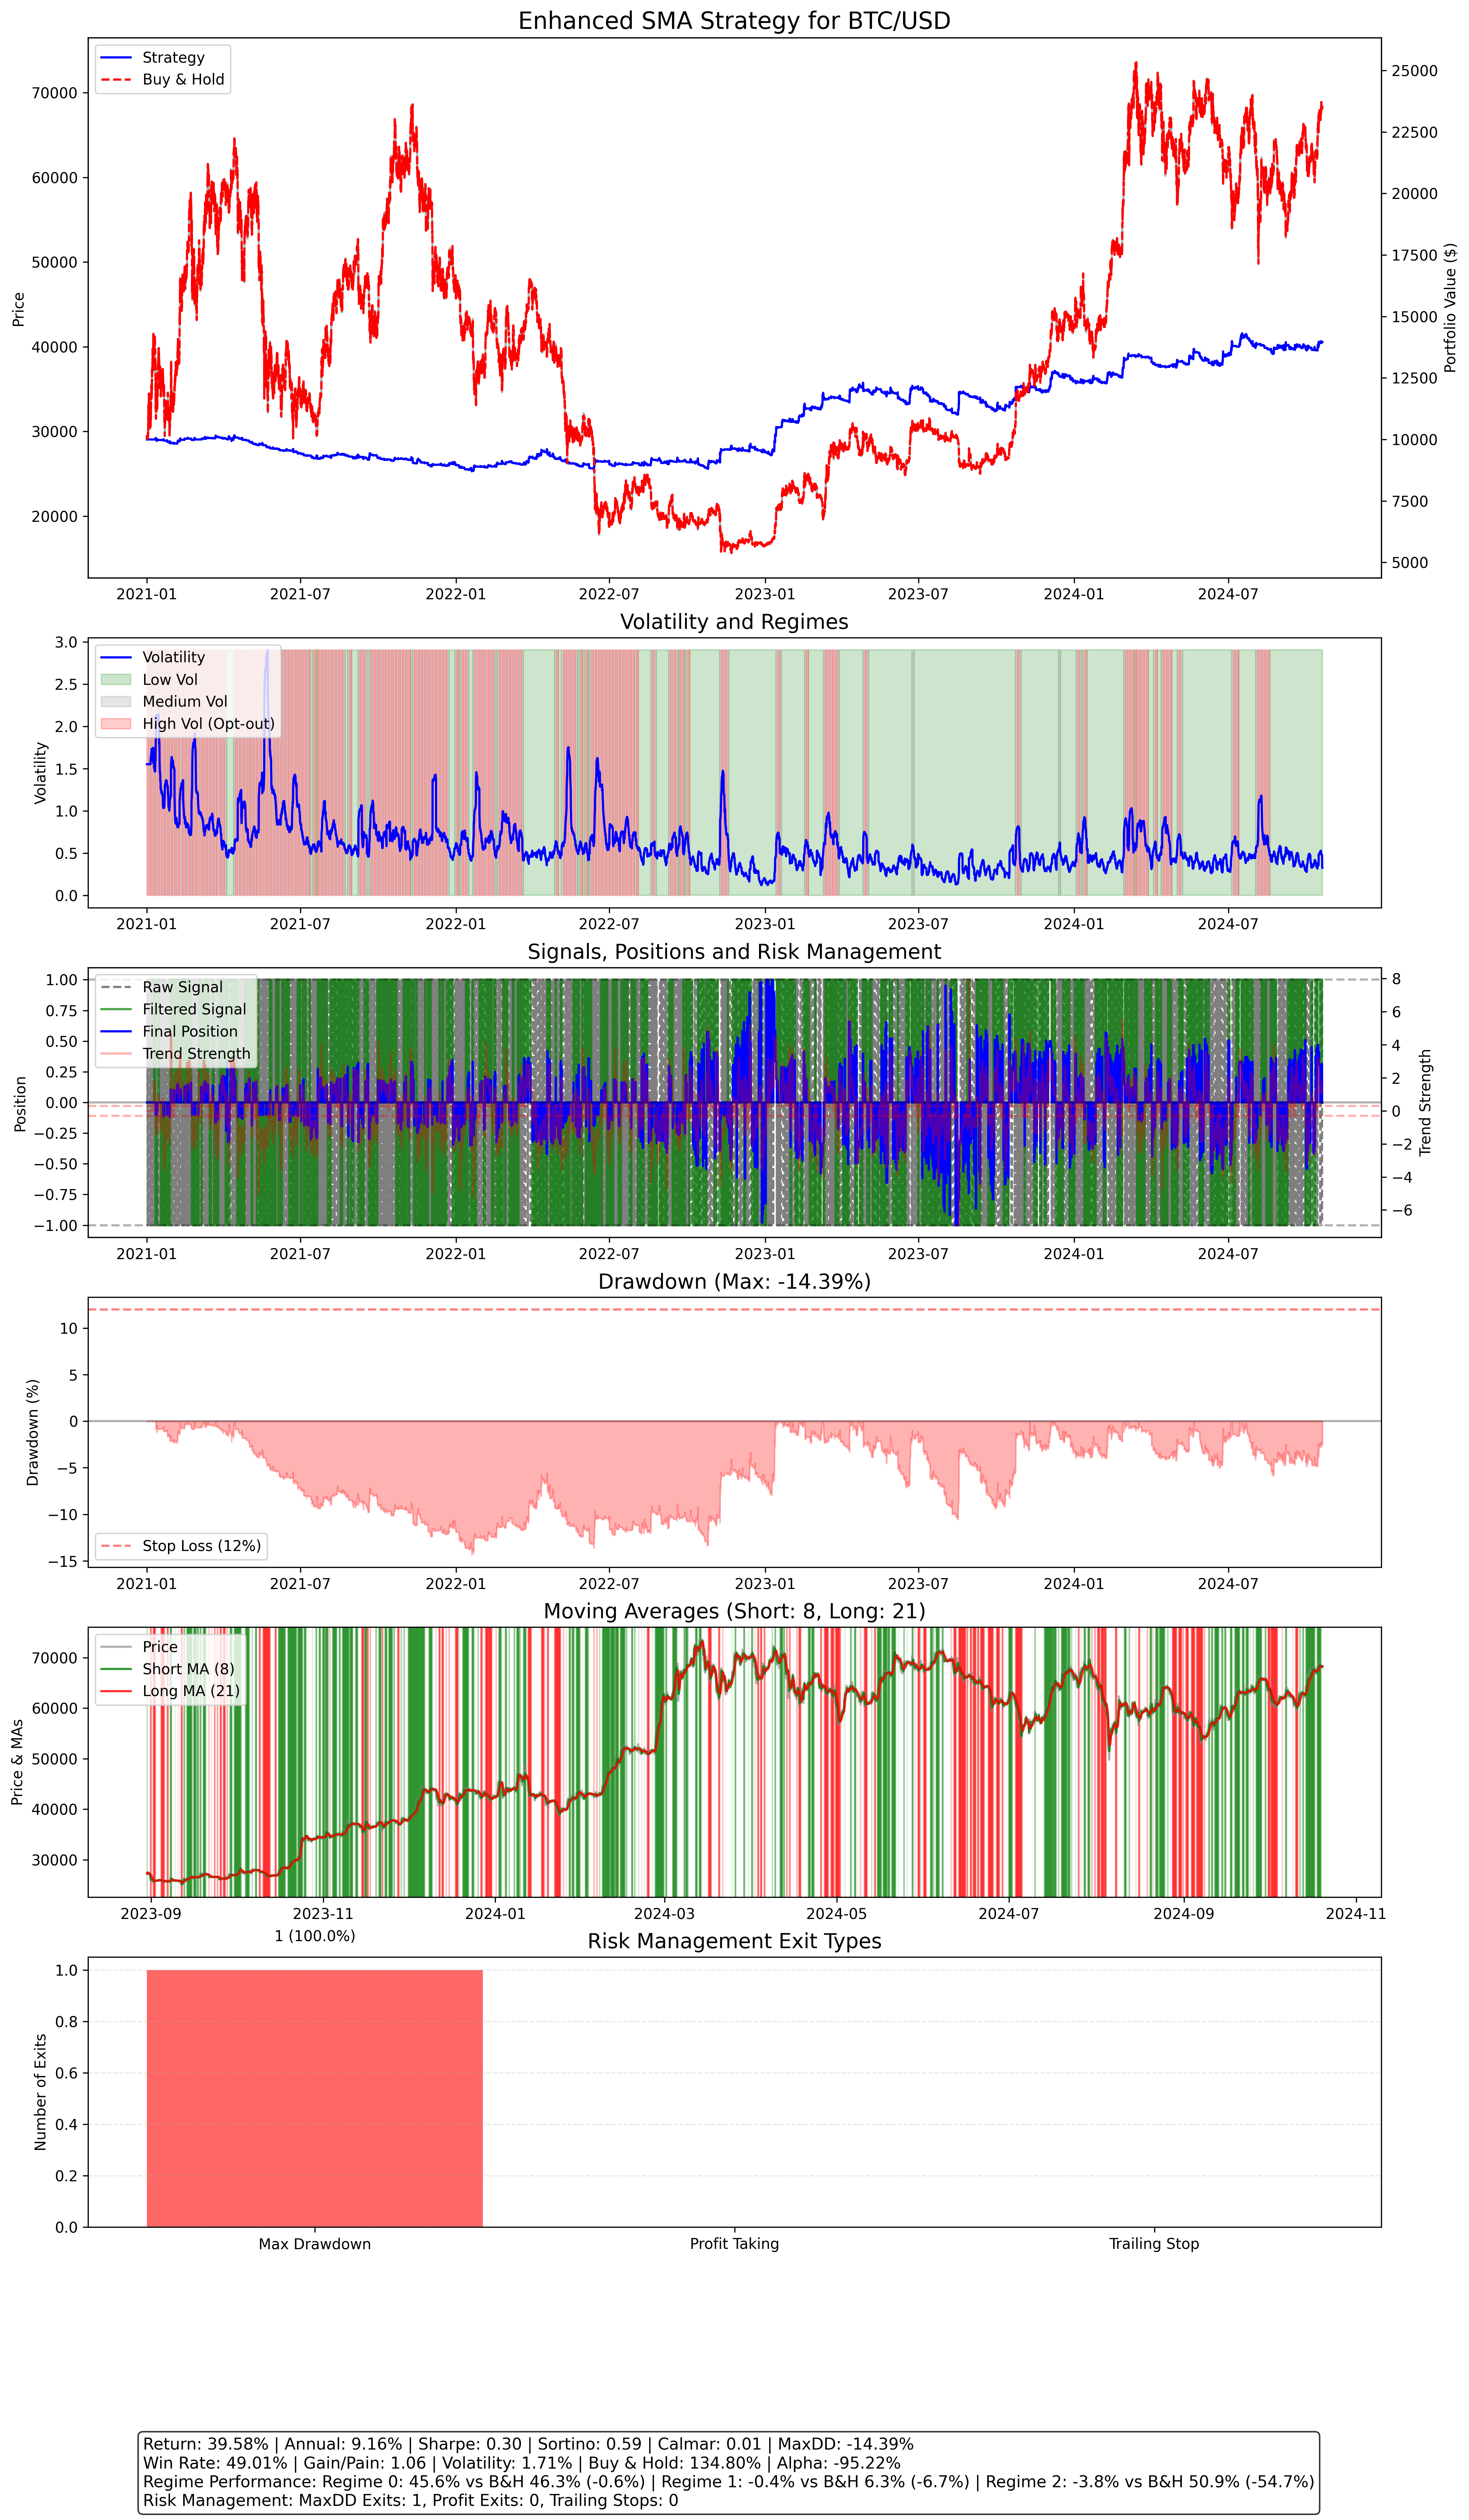 Enhanced SMA Strategy for BTC/USD
Strategy
Buy & Hold
Price
Portfolio Value ($)
70000
60000
50000
40000
30000
20000
25000
22500
20000
17500
15000
12500
10000
7500
5000
2021-01 2021-07 2022-01 2022-07 2023-01 2023-07 2024-01 2024-07
Volatility and Regimes
Volatility
Low Vol
Medium Vol
High Vol (Opt-out)
Volatility
3.0
2.5
2.0
1.5
1.0
0.5
0.0
2021-01 2021-07 2022-01 2022-07 2023-01 2023-07 2024-01 2024-07
Signals, Positions and Risk Management
Raw Signal
Filtered Signal
Final Position
Trend Strength
Position
Trend Strength
1.00
0.75
0.50
0.25
0.00
−0.25
−0.50
−0.75
−1.00
8
6
4
2
0
−2
−4
−6
2021-01 2021-07 2022-01 2022-07 2023-01 2023-07 2024-01 2024-07
Drawdown (Max: -14.39%)
Drawdown (%)
10
5
0
−5
−10
−15
Stop Loss (12%)
2021-01 2021-07 2022-01 2022-07 2023-01 2023-07 2024-01 2024-07
Moving Averages (Short: 8, Long: 21)
Price
Short MA (8)
Long MA (21)
Price & MAs
70000
60000
50000
40000
30000
2023-09 2023-11 2024-01 2024-03 2024-05 2024-07 2024-09 2024-11
1 (100.0%)
Risk Management Exit Types
Number of Exits
1.0
0.8
0.6
0.4
0.2
0.0
Max Drawdown Profit Taking Trailing Stop
Return: 39.58% | Annual: 9.16% | Sharpe: 0.30 | Sortino: 0.59 | Calmar: 0.01 | MaxDD: -14.39%
Win Rate: 49.01% | Gain/Pain: 1.06 | Volatility: 1.71% | Buy & Hold: 134.80% | Alpha: -95.22%
Regime Performance: Regime 0: 45.6% vs B&H 46.3% (-0.6%) | Regime 1: -0.4% vs B&H 6.3% (-6.7%) | Regime 2: -3.8% vs B&H 50.9% (-54.7%)
Risk Management: MaxDD Exits: 1, Profit Exits: 0, Trailing Stops: 0